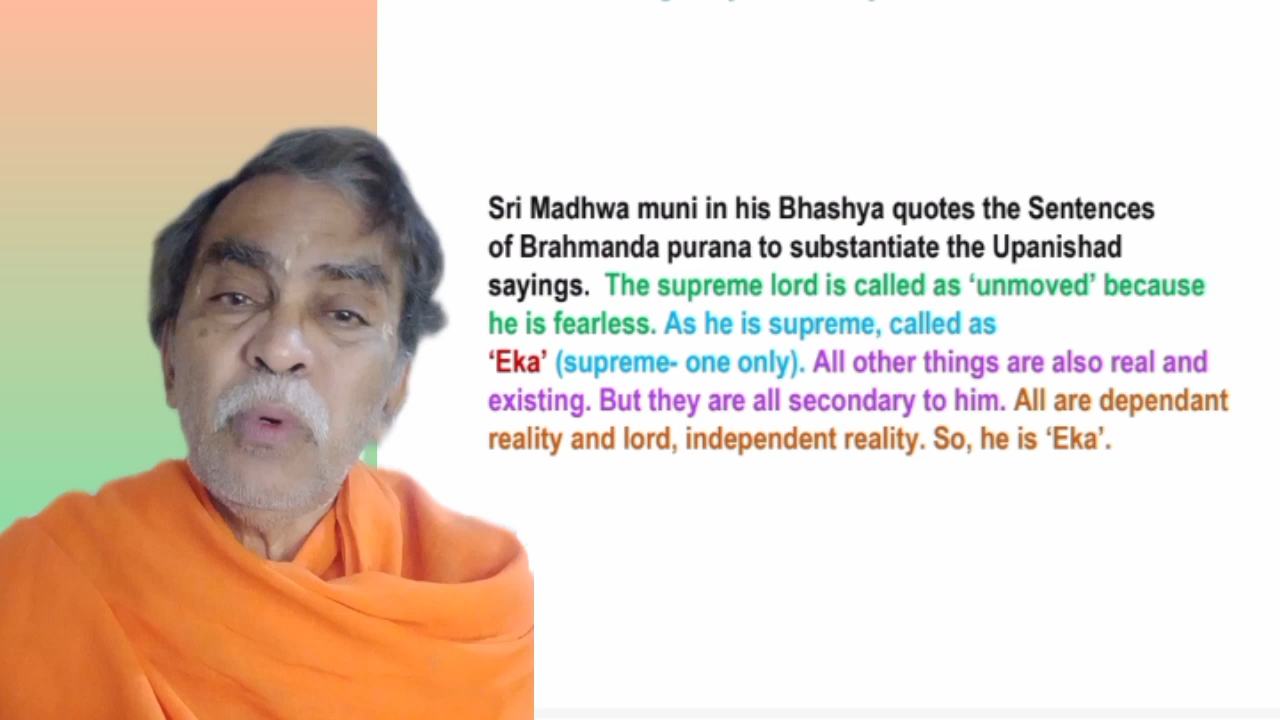 Sri Madhwa muni in his Bhashya quotes the Sentences
of Brahmanda purana to substantiate the Upanishad
sayings. The supreme lord is called as ‘unmoved’ because
he is fearless. As he is supreme, called as
‘Eka’ (supreme- one only). All other things are also real and
existing. But they are all secondary to him. All are dependant
reality and lord, independent reality. So, he is ‘Eka’.